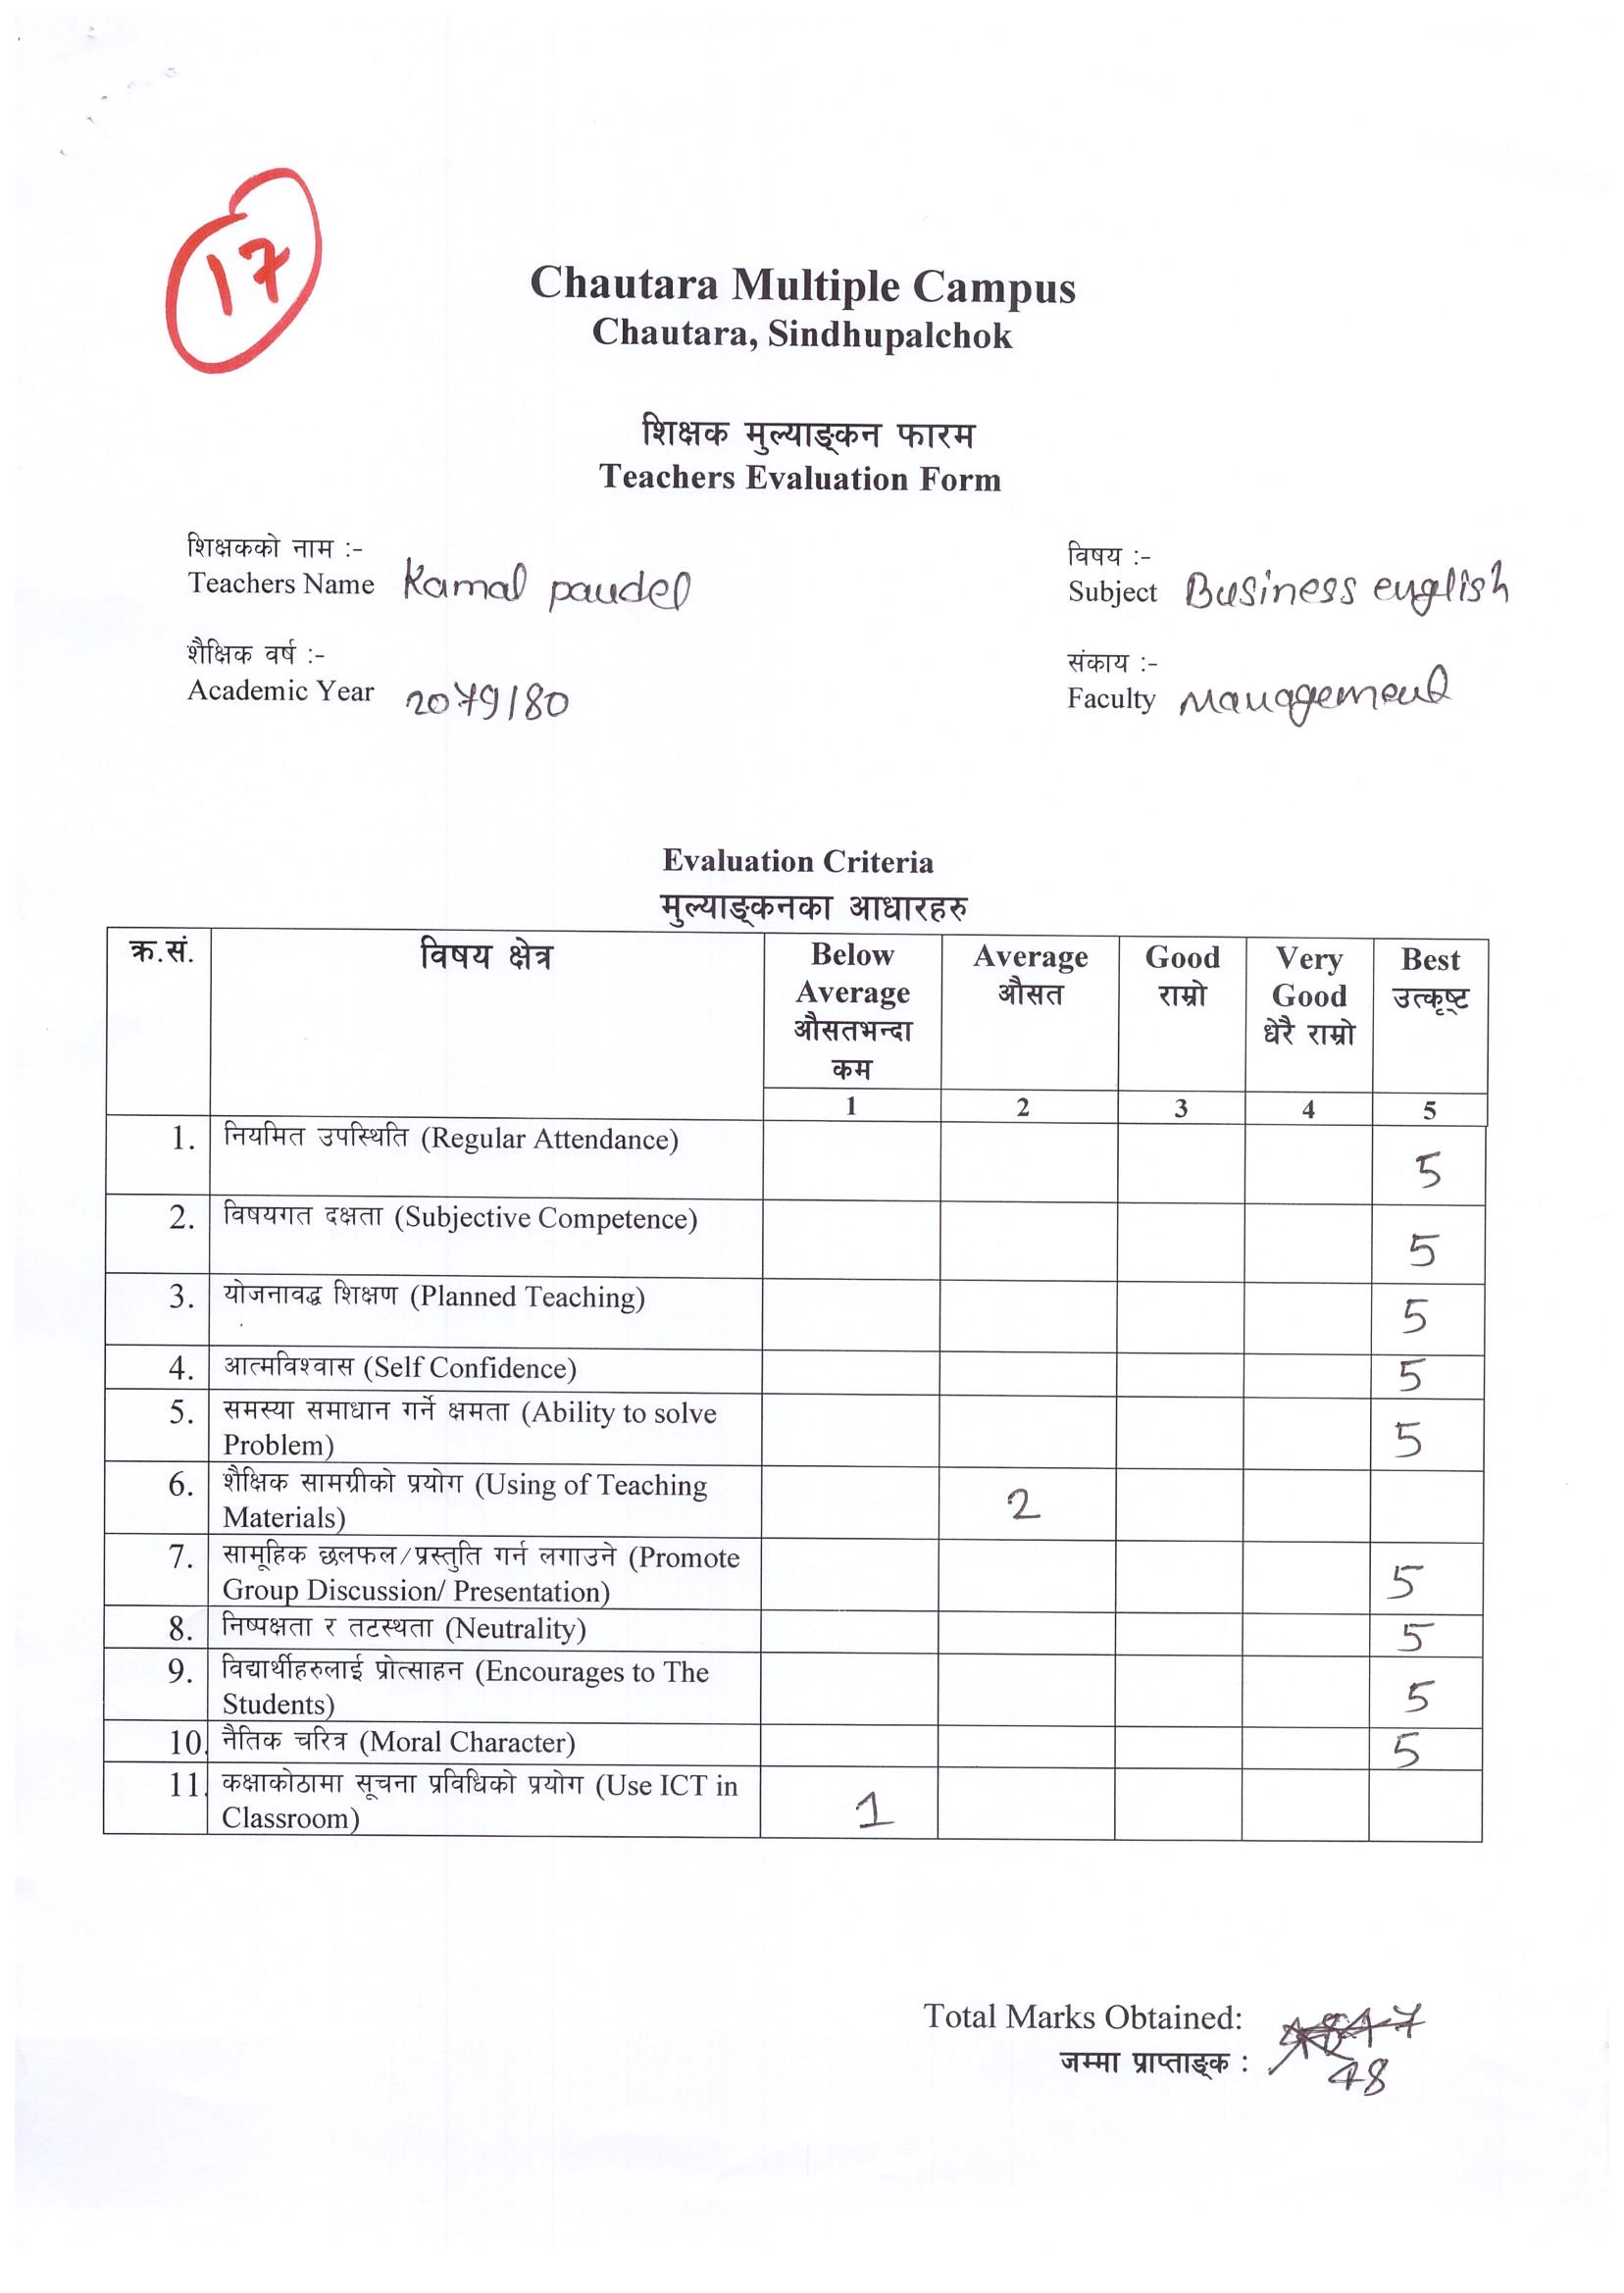 17
Chautara Multiple Campus
Chautara, Sindhupalchok
शिक्षक मुल्याङ्कन फारम
Teachers Evaluation Form
शिक्षकको नाम :-
Teachers Name Kamal paudel
विषय :-
Subject Business english
शैक्षिक वर्ष :-
Academic Year 2079/80
संकाय :-
Faculty Management
Evaluation Criteria
मुल्याङ्कनका आधारहरु
क्र.सं. विषय क्षेत्र Below Average औसतभन्दा कम Average औसत Good राम्रो Very Good धेरै राम्रो Best उत्कृष्ट
1 2 3 4 5
1. नियमित उपस्थिति (Regular Attendance) 5
2. विषयगत दक्षता (Subjective Competence) 5
3. योजनावद्ध शिक्षण (Planned Teaching) 5
4. आत्मविश्वास (Self Confidence) 5
5. समस्या समाधान गर्ने क्षमता (Ability to solve
Problem) 5
6. शैक्षिक सामग्रीको प्रयोग (Using of Teaching
Materials) 2
7. सामूहिक छलफल/प्रस्तुति गर्न लगाउने (Promote
Group Discussion/ Presentation) 5
8. निष्पक्षता र तटस्थता (Neutrality) 5
9. विद्यार्थीहरुलाई प्रोत्साहन (Encourages to The
Students) 5
10. नैतिक चरित्र (Moral Character) 5
11. कक्षाकोठामा सूचना प्रविधिको प्रयोग (Use ICT in
Classroom) 1
Total Marks Obtained:
जम्मा प्राप्ताङ्क : 48